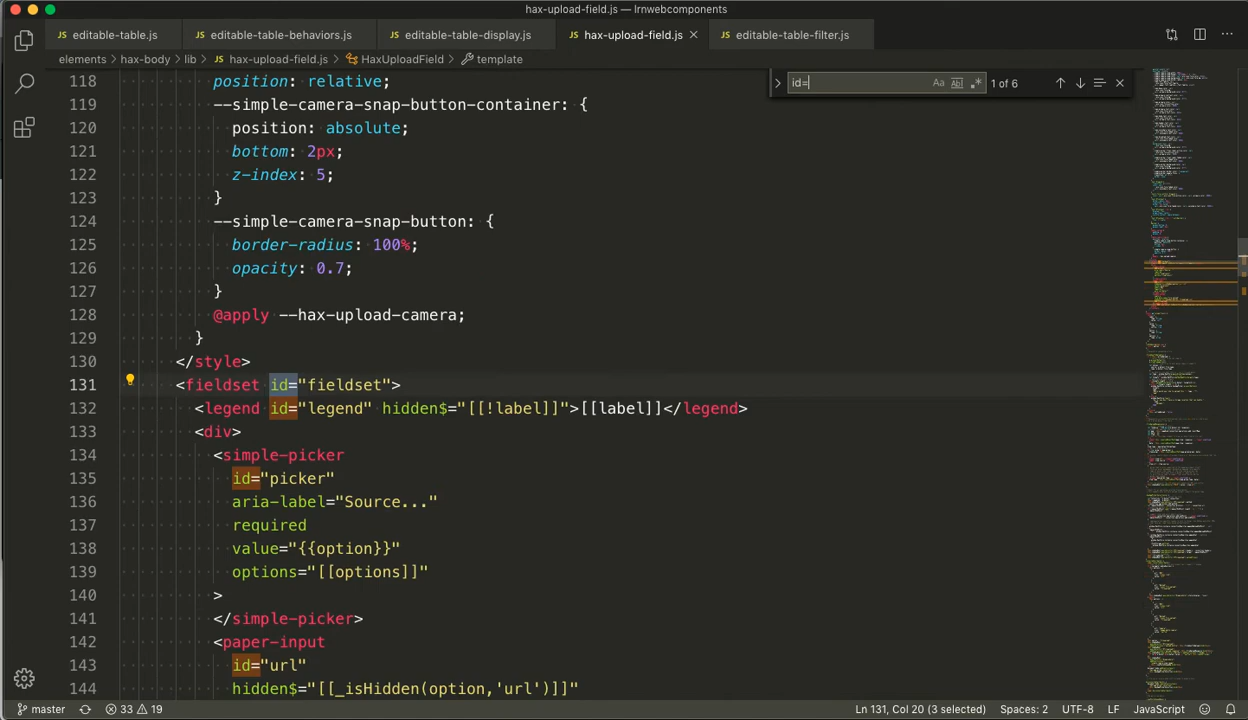 hax-upload-field.js — lrnwebcomponents
editable-table.js
editable-table-behaviors.js
editable-table-display.js
hax-upload-field.js
editable-table-filter.js
elements > hax-body > lib > hax-upload-field.js > HaxUploadField > template
id=
1 of 6
118 position: relative;
119 --simple-camera-snap-button-container: {
120 position: absolute;
121 bottom: 2px;
122 z-index: 5;
123 }
124 --simple-camera-snap-button: {
125 border-radius: 100%;
126 opacity: 0.7;
127 }
128 @apply --hax-upload-camera;
129 }
130 </style>
131 <fieldset id="fieldset">
132 <legend id="legend" hidden$="[[!label]]">[[label]]</legend>
133 <div>
134 <simple-picker
135 id="picker"
136 aria-label="Source..."
137 required
138 value="{{option}}"
139 options="[[options]]"
140 >
141 </simple-picker>
142 <paper-input
143 id="url"
144 hidden$="[[_isHidden(option,'url')]]"
master
33
19
Ln 131, Col 20 (3 selected)
Spaces: 2
UTF-8
LF
JavaScript